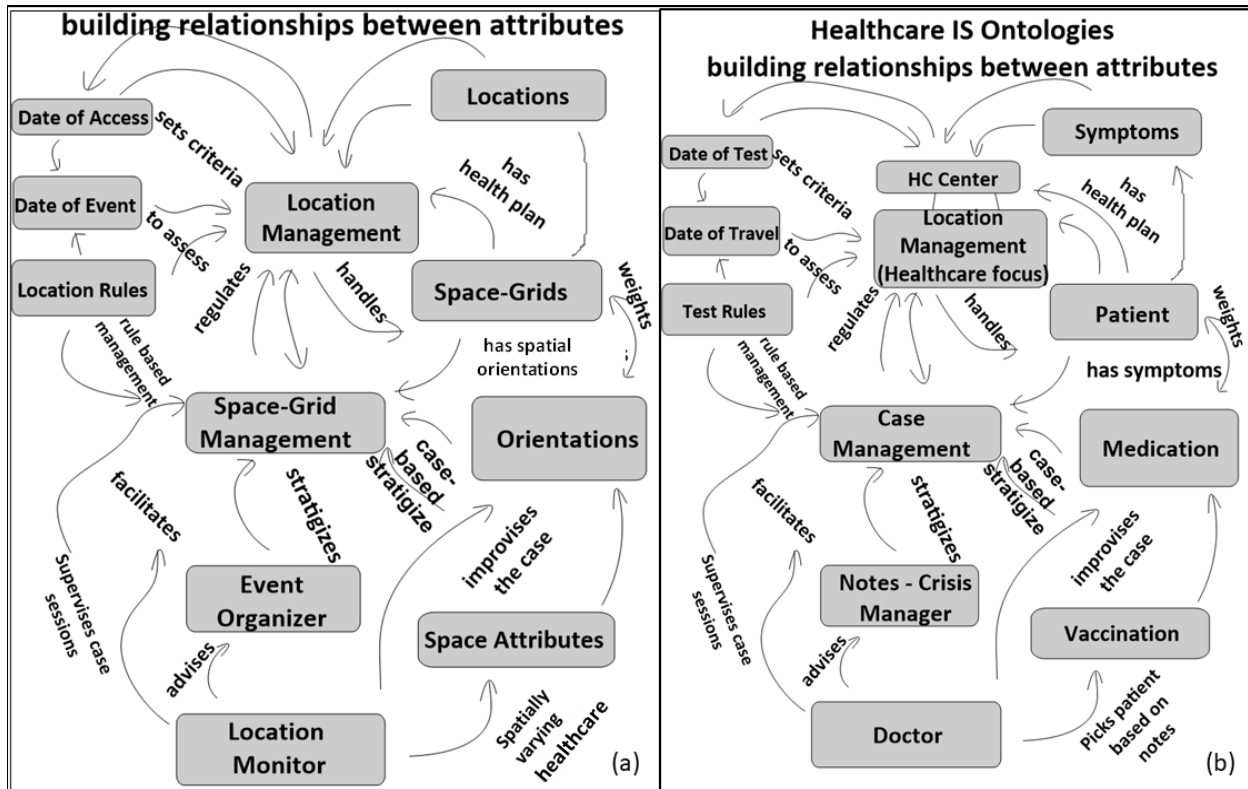 building relationships between attributes
Locations
Date of Access
sets criteria
has
health plan
Location
Management
Date of Event
to assess
Location Rules
regulates
handles
Space-Grids
weights
rule based
management
has spatial
orientations
s
Space-Grid
Management
Orientations
case-
based
stratigize
facilitates
stratigizes
Supervises case
sessions
Event
Organizer
improvises
the case
Space Attributes
advises
Location
Monitor
Spatially
varying
healthcare
(a)
Healthcare IS Ontologies
building relationships between attributes
Symptoms
Date of Test
sets criteria
HC Center
has
health plan
Location
Management
(Healthcare focus)
Date of Travel
to assess
Test Rules
regulates
handles
Patient
weights
rule based
management
has symptoms
Case
Management
Medication
case-
based
stratigize
facilitates
stratigizes
Supervises case
sessions
Notes - Crisis
Manager
improvises
the case
Vaccination
advises
Doctor
Picks patient
based on
notes
(b)